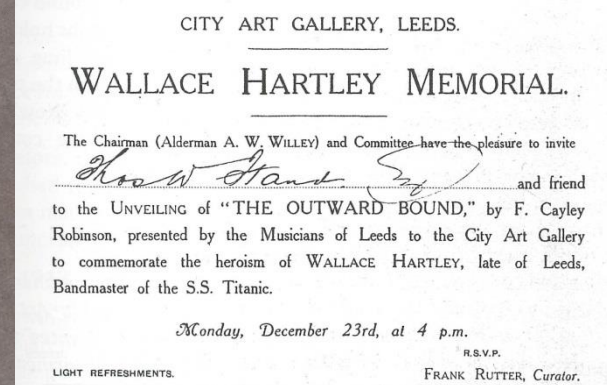 CITY ART GALLERY, LEEDS.
WALLACE HARTLEY MEMORIAL.
The Chairman (Alderman A. W. WILLEY) and Committee have the pleasure to invite
Thos W Hand. Esq and friend
to the UNVEILING of "THE OUTWARD BOUND," by F. Cayley
Robinson, presented by the Musicians of Leeds to the City Art Gallery
to commemorate the heroism of WALLACE HARTLEY, late of Leeds,
Bandmaster of the S.S. Titanic.
Monday, December 23rd, at 4 p.m.
R.S.V.P.
LIGHT REFRESHMENTS. FRANK RUTTER, Curator.